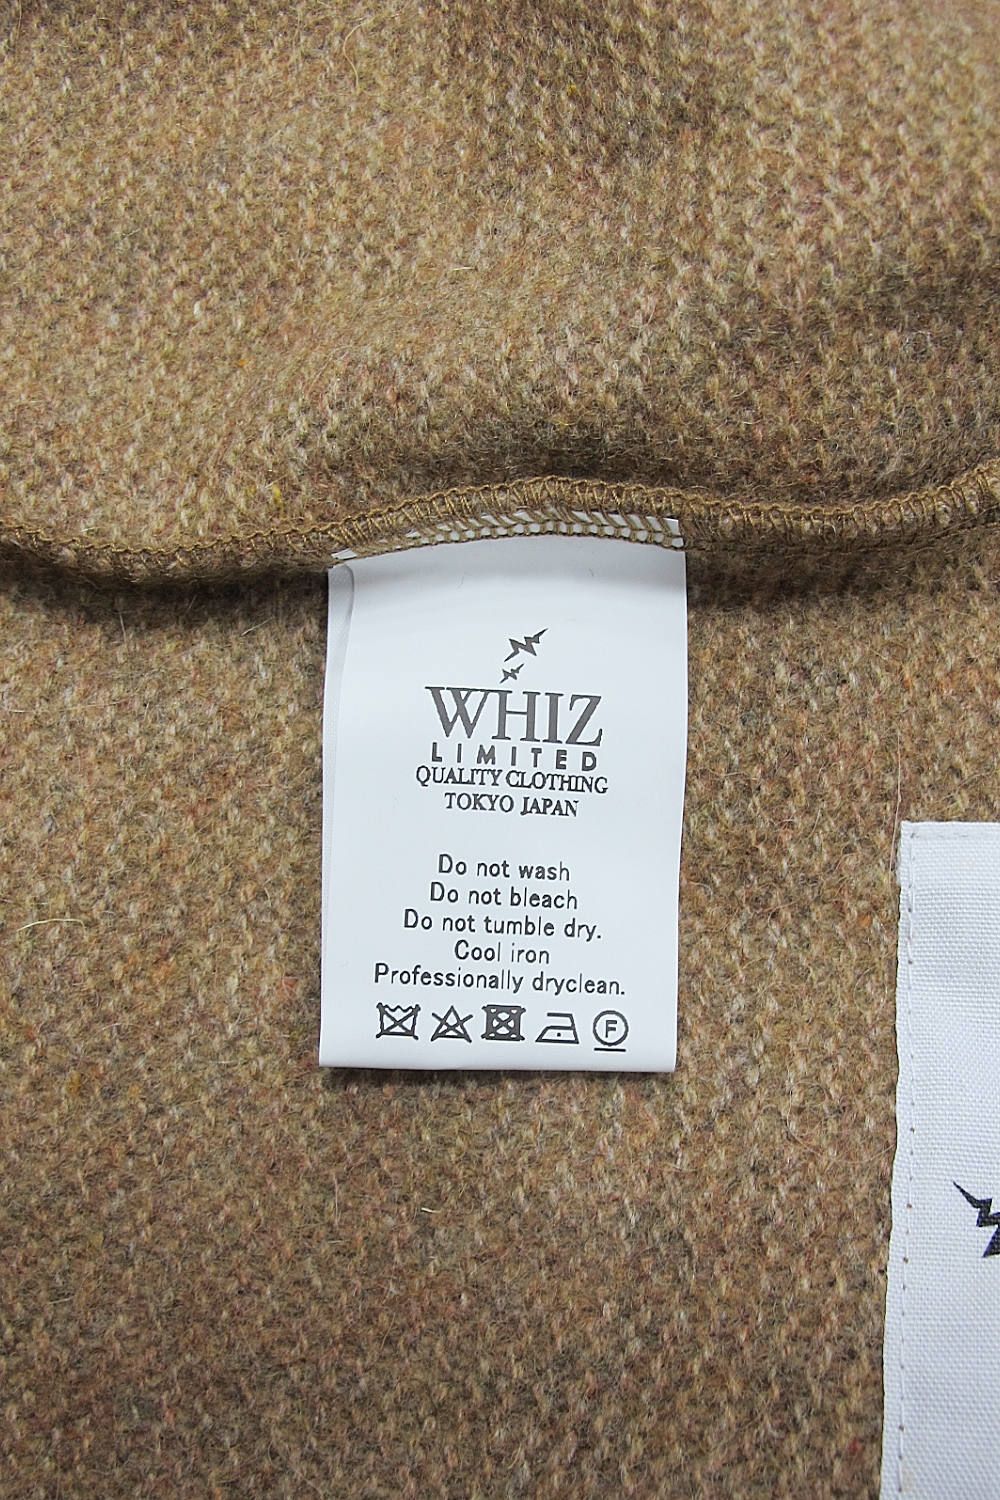 WHIZ
LIMITED
QUALITY CLOTHING
TOKYO JAPAN
Do not wash
Do not bleach
Do not tumble dry.
Cool iron
Professionally dryclean.
F